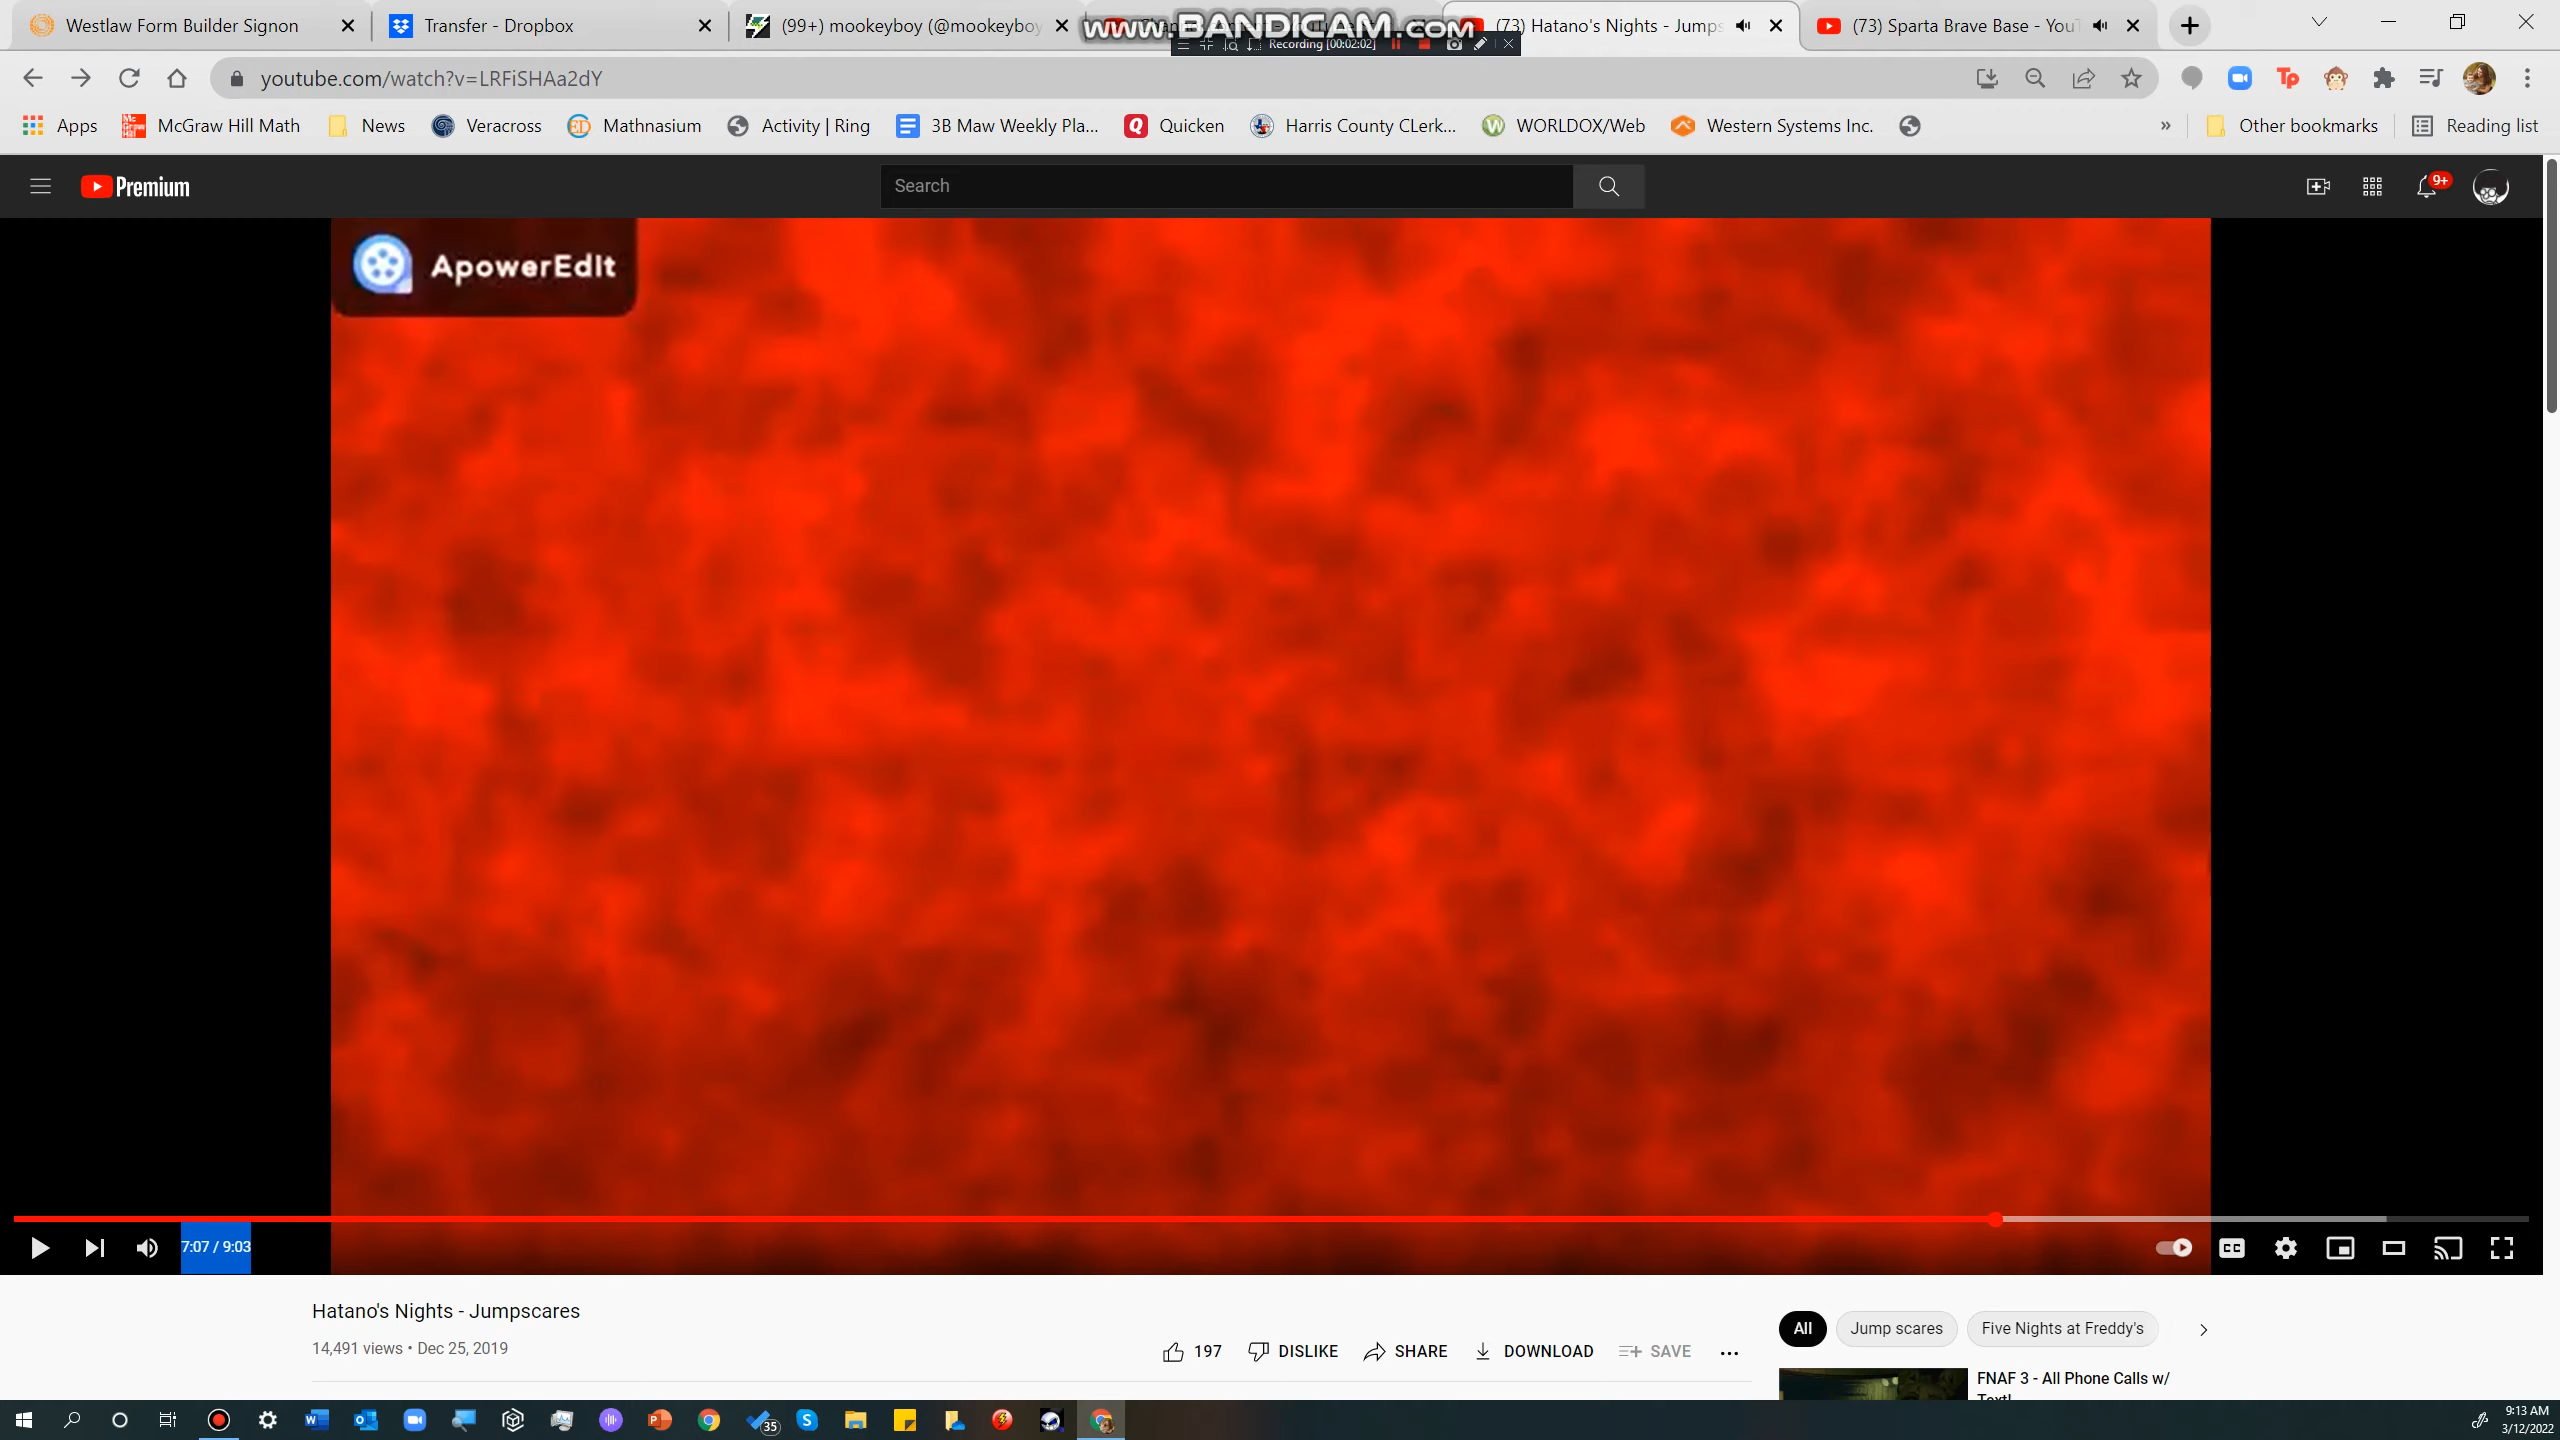 Westlaw Form Builder Signon
Transfer - Dropbox
(99+) mookeyboy (@mookeyboy
www.BANDICAM.com
(73) Hatano's Nights - Jumps
(73) Sparta Brave Base - You
Recording [00:02:02]
youtube.com/watch?v=LRFiSHAa2dY
Apps
McGraw Hill Math
News
Veracross
Mathnasium
Activity | Ring
3B Maw Weekly Pla...
Quicken
Harris County CLerk...
WORLDOX/Web
Western Systems Inc.
»
Other bookmarks
Reading list
Premium
Search
9+
ApowerEdit
7:07 / 9:03
CC
Hatano's Nights - Jumpscares
14,491 views • Dec 25, 2019
197
DISLIKE
SHARE
DOWNLOAD
SAVE
All
Jump scares
Five Nights at Freddy's
FNAF 3 - All Phone Calls w/
Text!
35
9:13 AM
3/12/2022